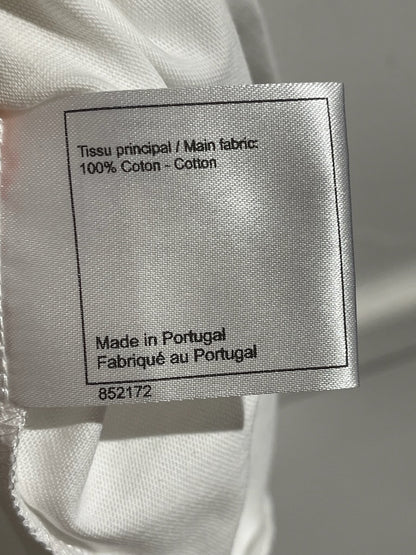 Tissu principal / Main fabric:
100% Coton - Cotton
Made in Portugal
Fabriqué au Portugal
852172